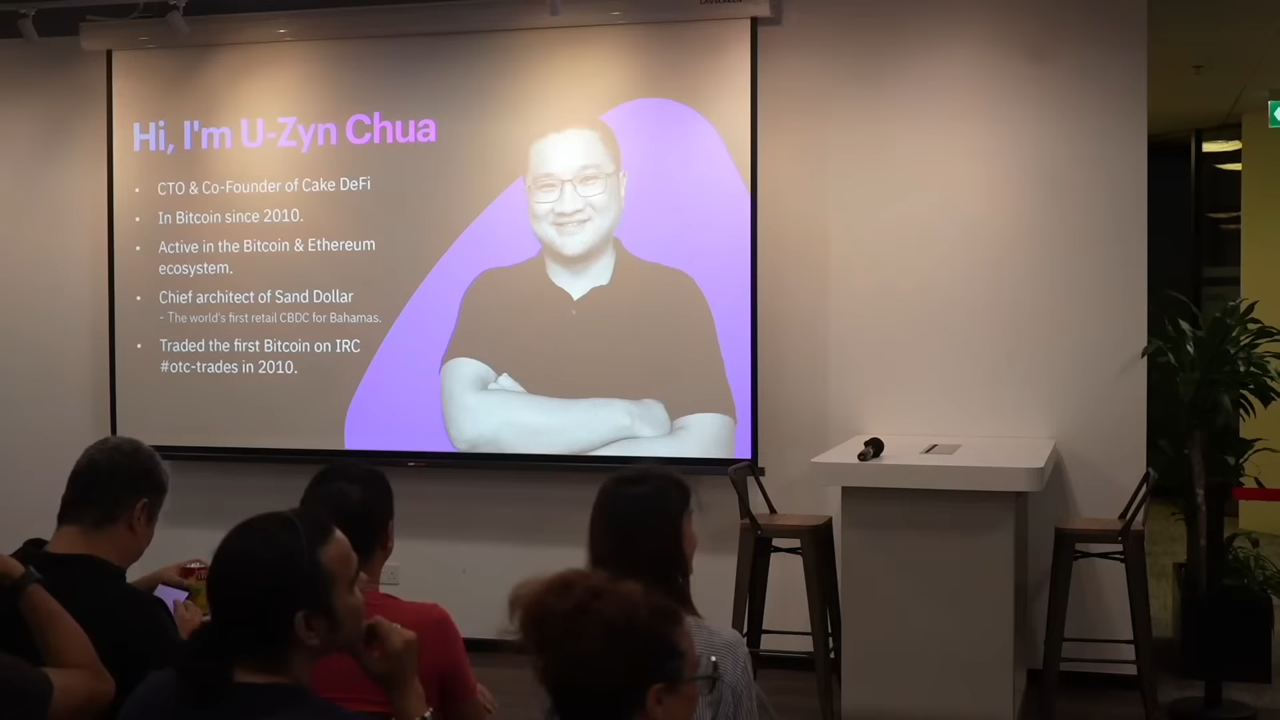 Hi, I'm U-Zyn Chua
• CTO & Co-Founder of Cake DeFi
• In Bitcoin since 2010.
• Active in the Bitcoin & Ethereum
ecosystem.
• Chief architect of Sand Dollar
- The world's first retail CBDC for Bahamas.
• Traded the first Bitcoin on IRC
#otc-trades in 2010.